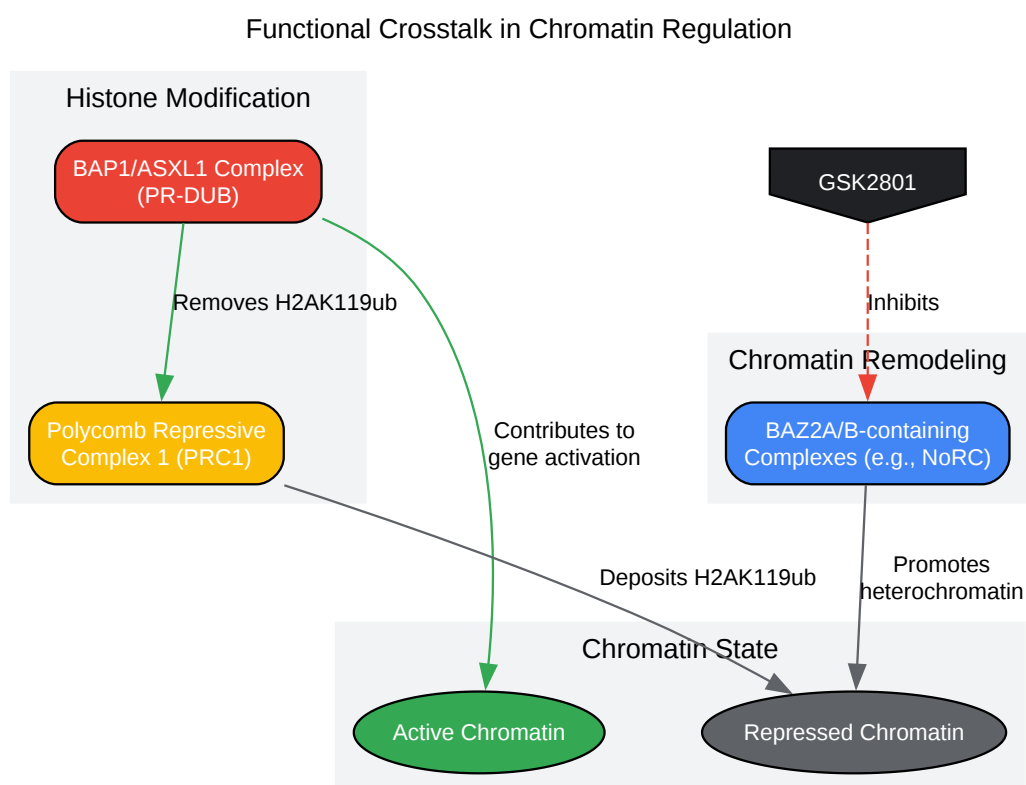 Functional Crosstalk in Chromatin Regulation
Histone Modification
BAP1/ASXL1 Complex
(PR-DUB)
GSK2801
Removes H2AK119ub
Inhibits
Chromatin Remodeling
Polycomb Repressive
Complex 1 (PRC1)
BAZ2A/B-containing
Complexes (e.g., NoRC)
Contributes to
gene activation
Deposits H2AK119ub
Promotes
heterochromatin
Chromatin State
Active Chromatin
Repressed Chromatin